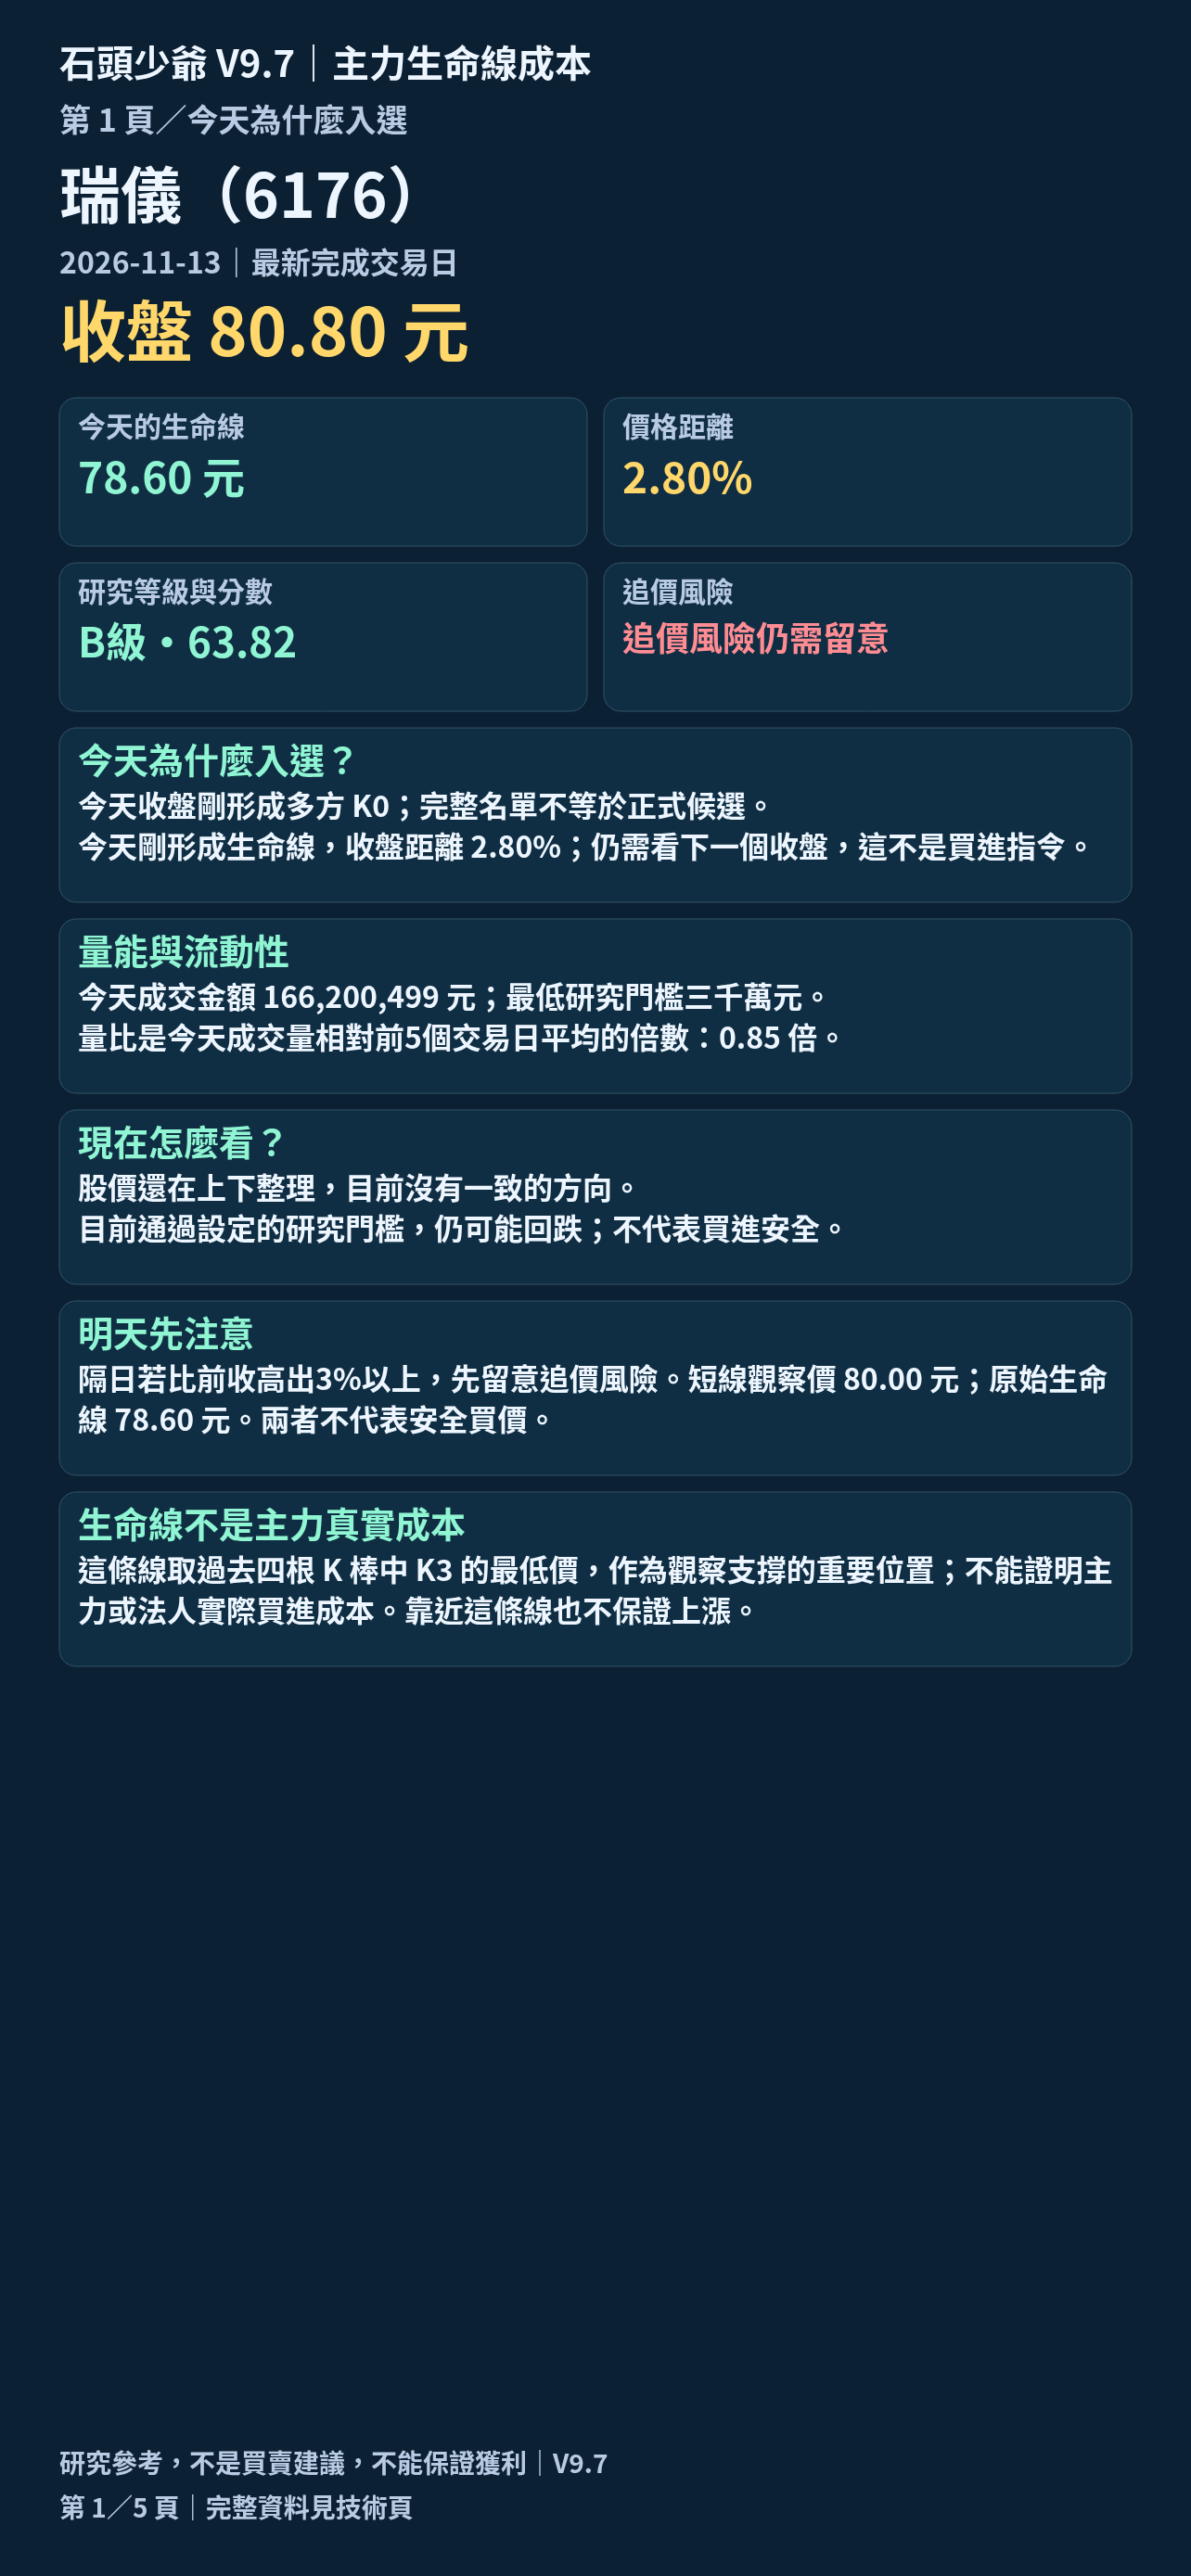 石頭少爺 V9.7｜主力生命線成本
第 1 頁／今天為什麼入選
瑞儀（6176）
2026-11-13｜最新完成交易日
收盤 80.80 元
今天的生命線
78.60 元
價格距離
2.80%
研究等級與分數
B級・63.82
追價風險
追價風險仍需留意
今天為什麼入選？
今天收盤剛形成多方 K0；完整名單不等於正式候選。
今天剛形成生命線，收盤距離 2.80%；仍需看下一個收盤，這不是買進指令。
量能與流動性
今天成交金額 166,200,499 元；最低研究門檻三千萬元。
量比是今天成交量相對前5個交易日平均的倍數：0.85 倍。
現在怎麼看？
股價還在上下整理，目前沒有一致的方向。
目前通過設定的研究門檻，仍可能回跌；不代表買進安全。
明天先注意
隔日若比前收高出3%以上，先留意追價風險。短線觀察價 80.00 元；原始生命
線 78.60 元。兩者不代表安全買價。
生命線不是主力真實成本
這條線取過去四根 K 棒中 K3 的最低價，作為觀察支撐的重要位置；不能證明主
力或法人實際買進成本。靠近這條線也不保證上漲。
研究參考，不是買賣建議，不能保證獲利｜V9.7
第 1／5 頁｜完整資料見技術頁